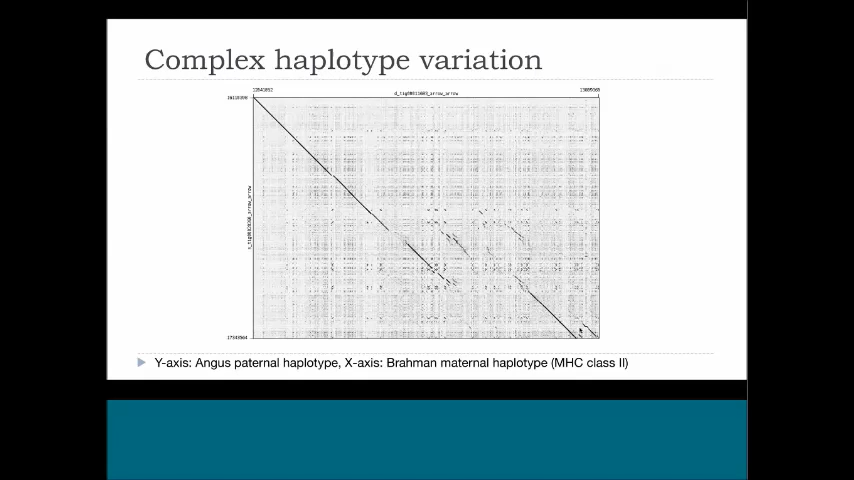 Complex haplotype variation
Y-axis: Angus paternal haplotype, X-axis: Brahman maternal haplotype (MHC class II)